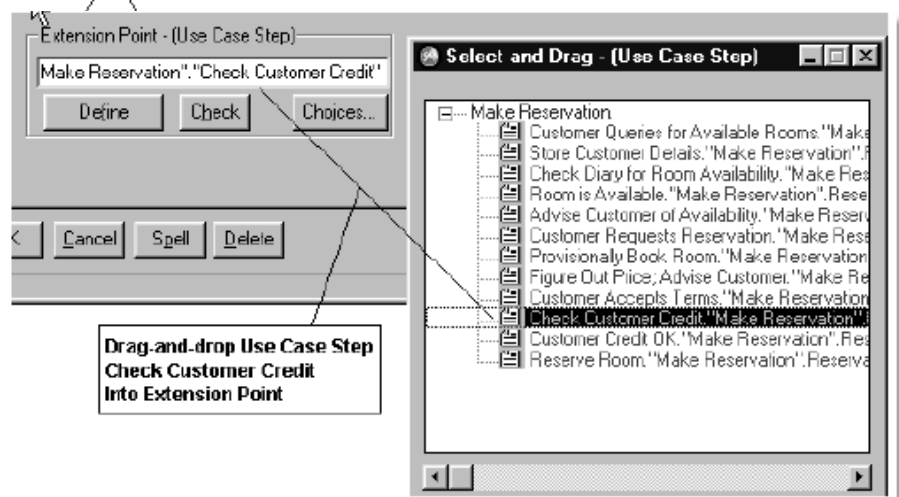 Extension Point - (Use Case Step)
Make Reservation"."Check Customer Credit"
Define Check Choices...
K Cancel Spell Delete
Drag-and-drop Use Case Step
Check Customer Credit
Into Extension Point
Select and Drag - (Use Case Step)
Make Reservation
Customer Queries for Available Rooms."Make
Store Customer Details."Make Reservation".R
Check Diary for Room Availability."Make Res
Room is Available."Make Reservation".Rese
Advise Customer of Availability."Make Reserv
Customer Requests Reservation."Make Rese
Provisionally Book Room."Make Reservation
Figure Out Price; Advise Customer."Make Re
Customer Accepts Terms."Make Reservation
Check Customer Credit."Make Reservation".
Customer Credit OK."Make Reservation".Res
Reserve Room."Make Reservation".Reserva